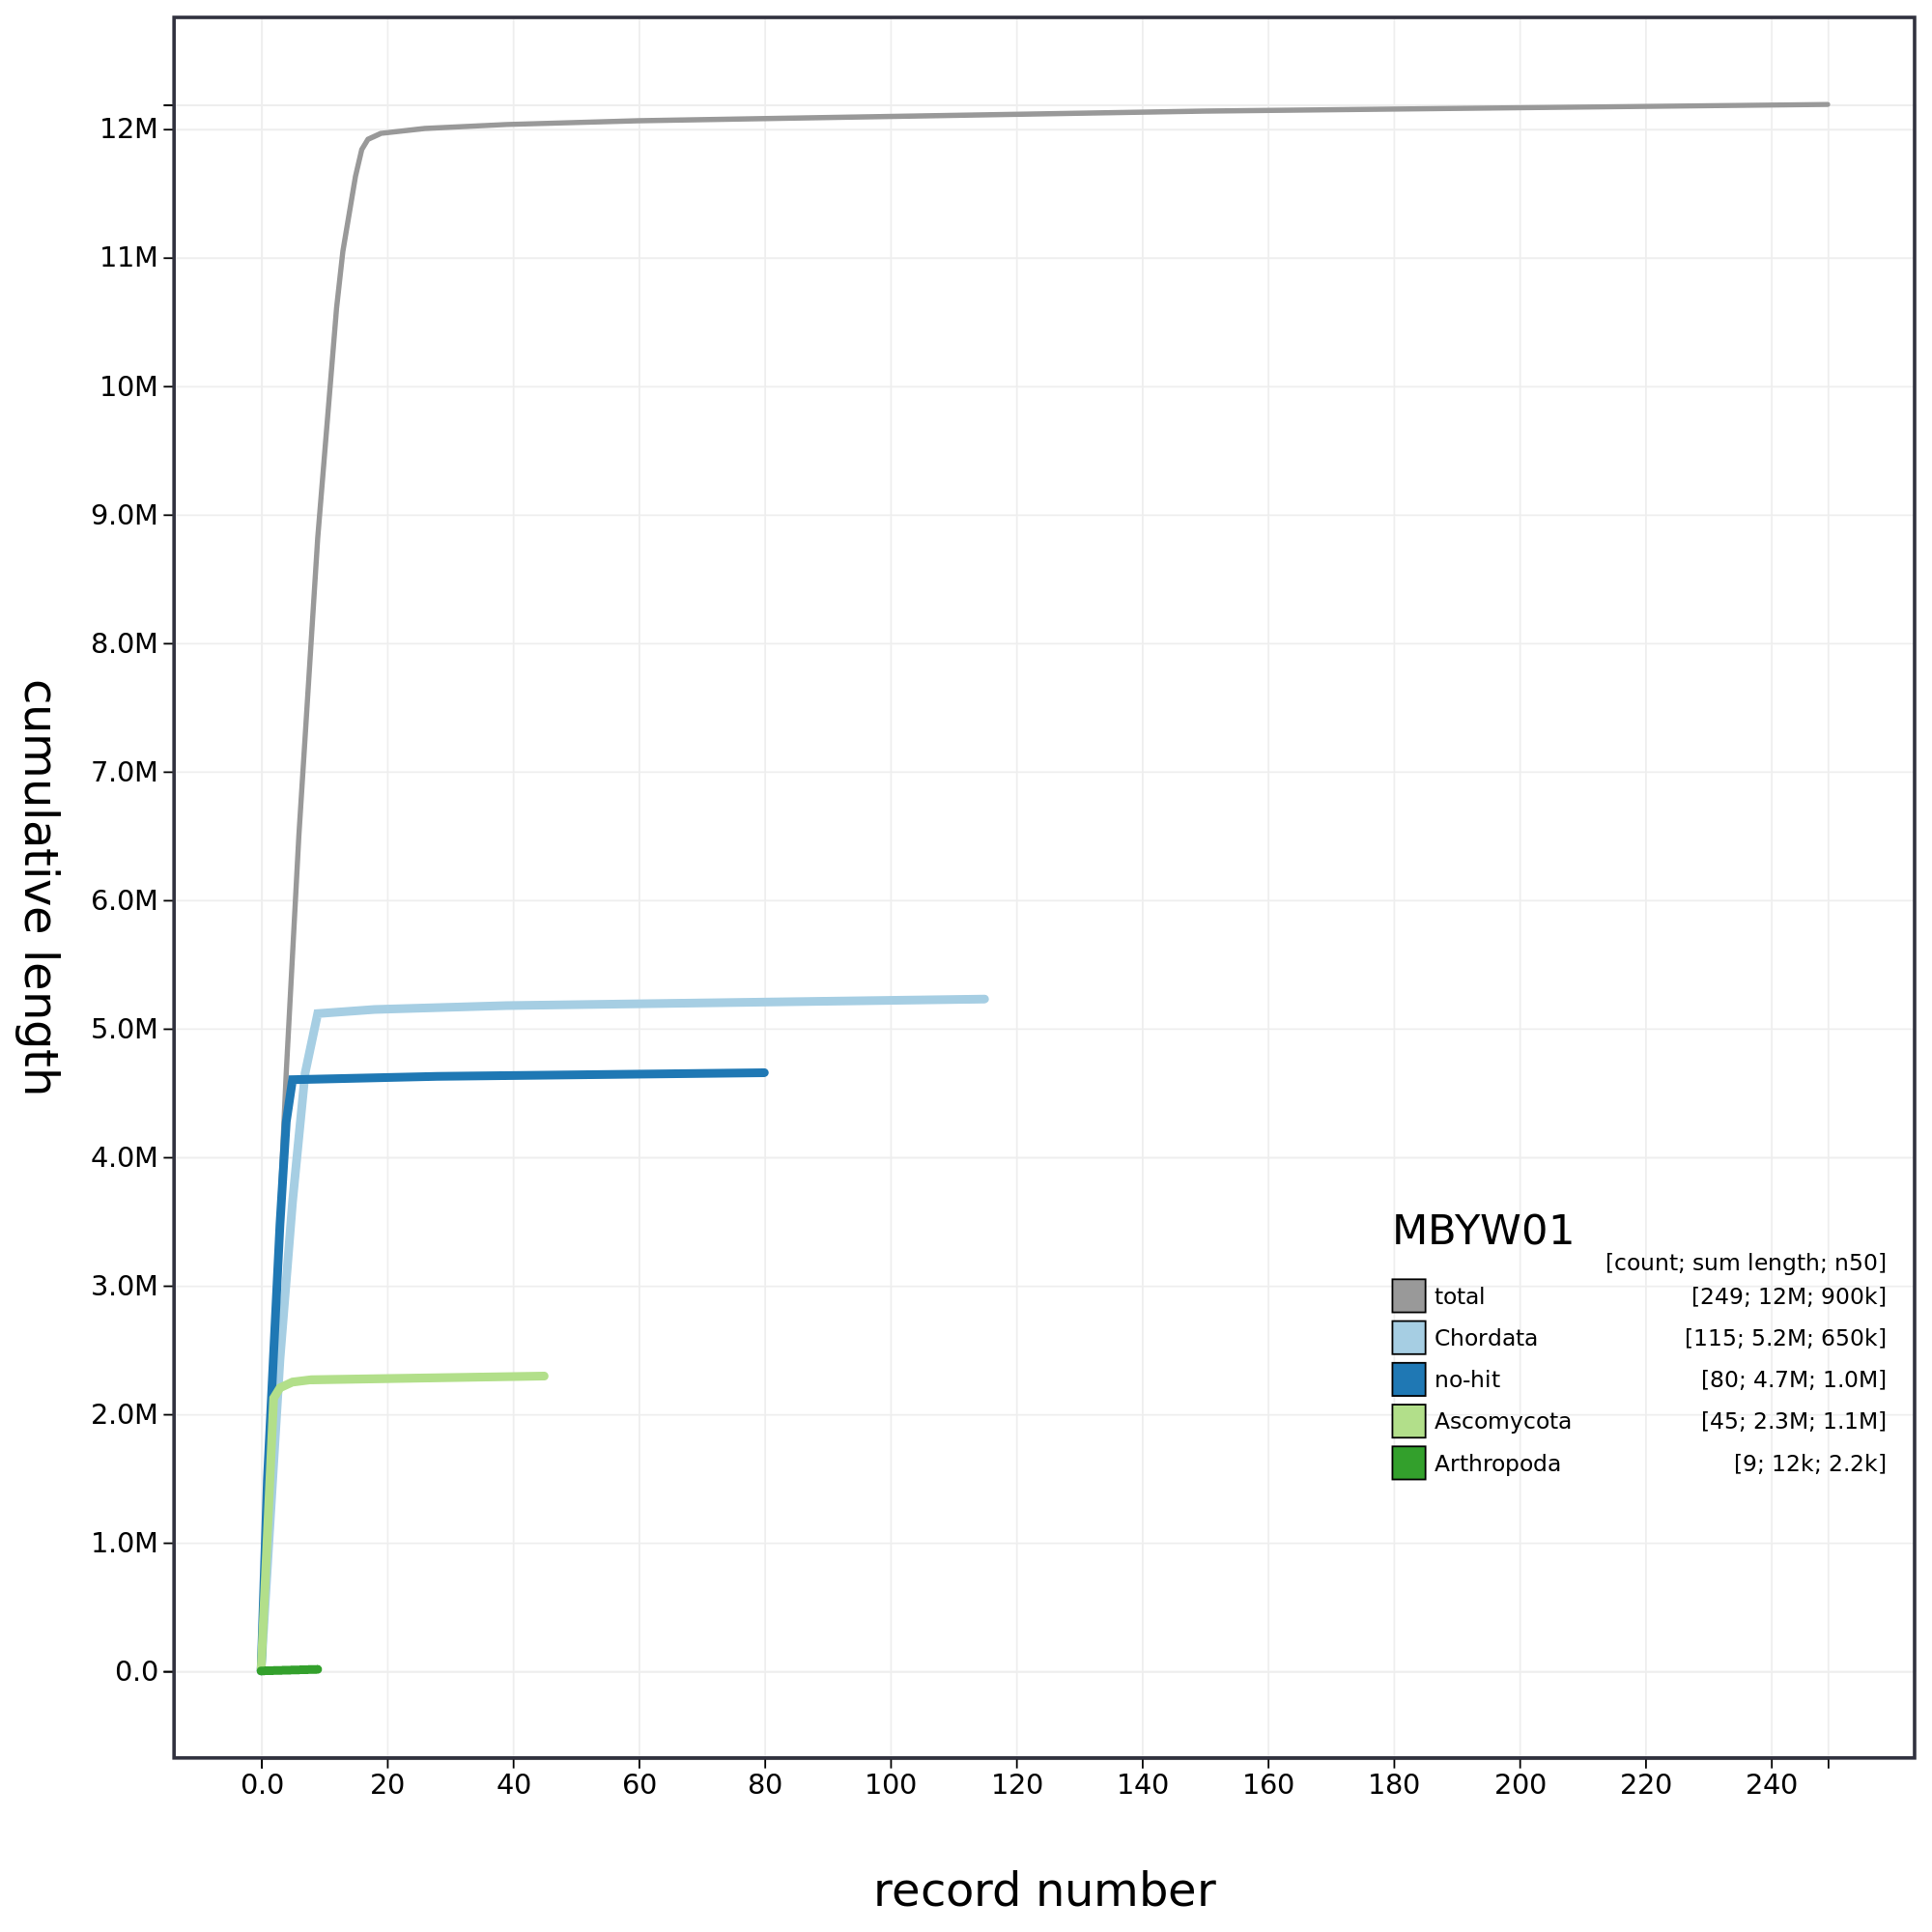 cumulative length
12M
11M
10M
9.0M
8.0M
7.0M
6.0M
5.0M
4.0M
3.0M
2.0M
1.0M
0.0
MBYW01
[count; sum length; n50]
total [249; 12M; 900k]
Chordata [115; 5.2M; 650k]
no-hit [80; 4.7M; 1.0M]
Ascomycota [45; 2.3M; 1.1M]
Arthropoda [9; 12k; 2.2k]
0.0 20 40 60 80 100 120 140 160 180 200 220 240
record number